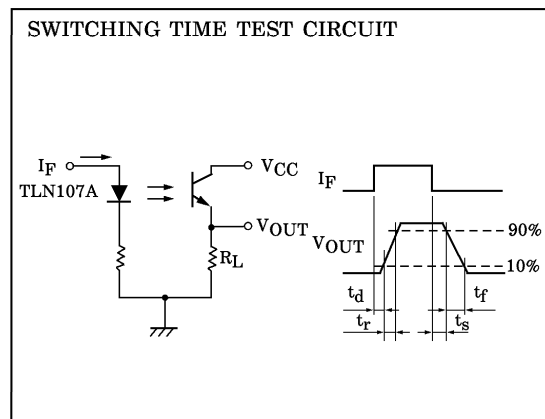 SWITCHING TIME TEST CIRCUIT
IF
TLN107A
VCC
VOUT
RL
IF
VOUT
90%
10%
td
tf
tr
ts